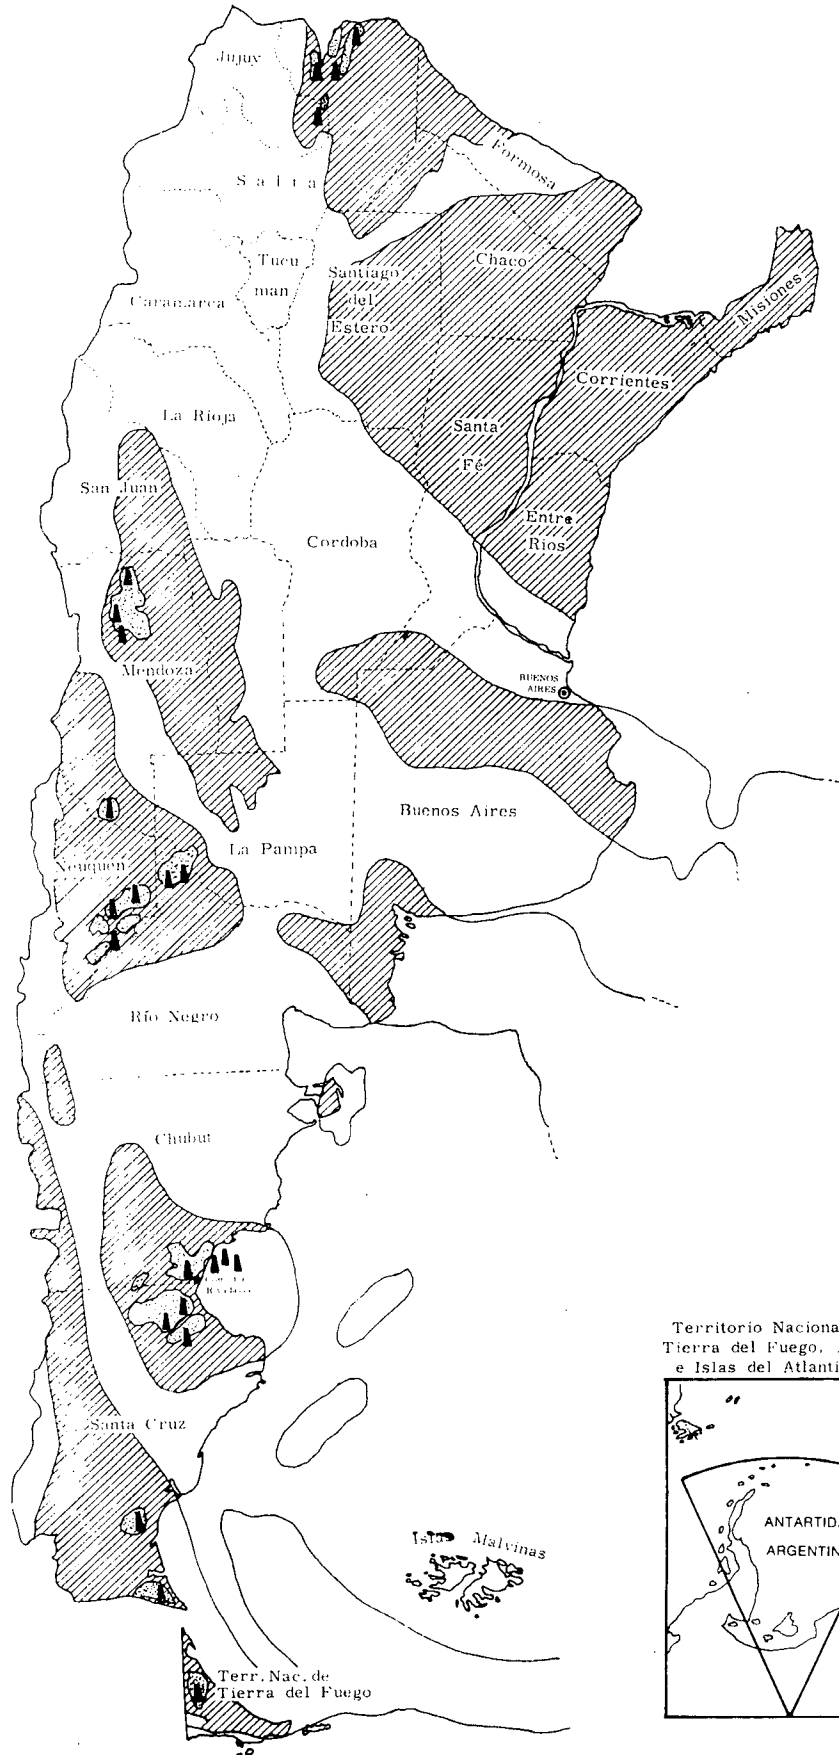 Jujuy
Formosa
Salta
Tucu
man
Chaco
Santiago
del
Estero
Misiones
Catamarca
Corrientes
La Rioja
Santa
Fé
San Juan
Entre
Rios
Cordoba
Mendoza
BUENOS
AIRES
Buenos Aires
La Pampa
Neuquen
Río Negro
Chubut
Territorio Naciona
Tierra del Fuego,
e Islas del Atlanti
Santa Cruz
ANTARTID
ARGENTIN
Islas Malvinas
Terr. Nac. de
Tierra del Fuego